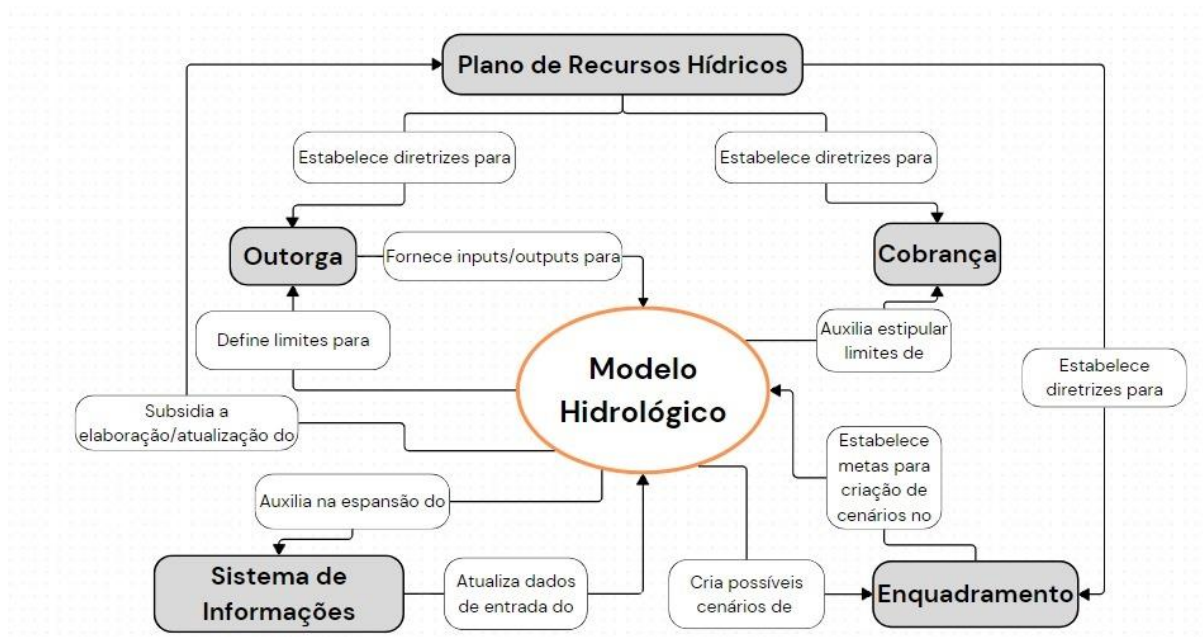 Plano de Recursos Hídricos
Estabelece diretrizes para
Estabelece diretrizes para
Outorga
Fornece inputs/outputs para
Cobrança
Define limites para
Auxilia estipular
limites de
Modelo
Hidrológico
Estabelece
diretrizes para
Subsidia a
elaboração/atualização do
Estabelece
metas para
criação de
cenários no
Auxilia na espansão do
Sistema de
Informações
Atualiza dados
de entrada do
Cria possíveis
cenários de
Enquadramento